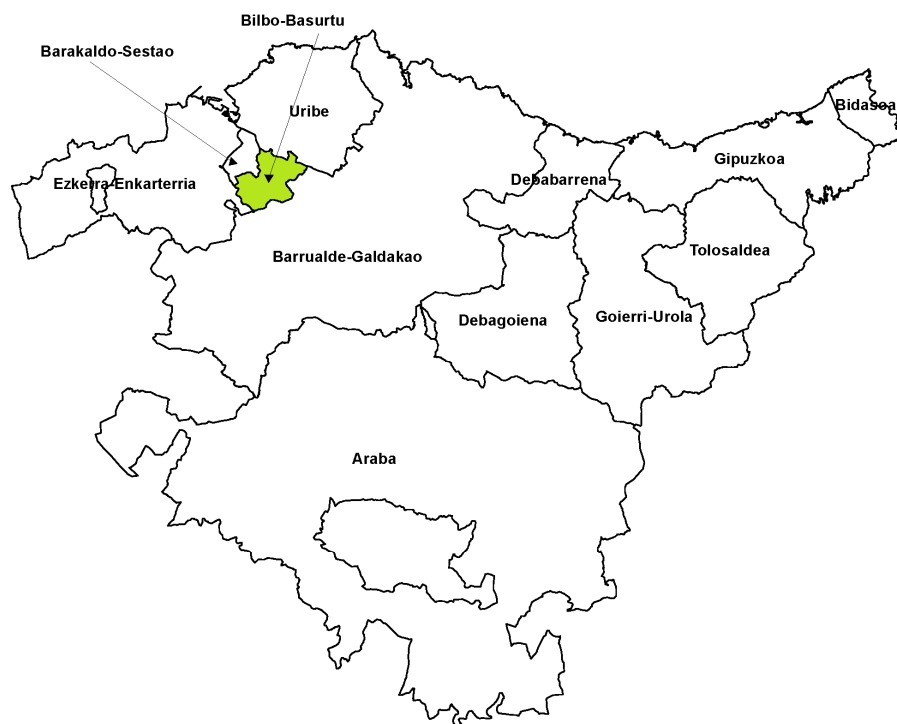 Bilbo-Basurtu
Barakaldo-Sestao
Uribe
Bidasoa
Gipuzkoa
Ezkerra-Enkarterria
Debabarrena
Barrualde-Galdakao
Tolosaldea
Debagoiena
Goierri-Urola
Araba